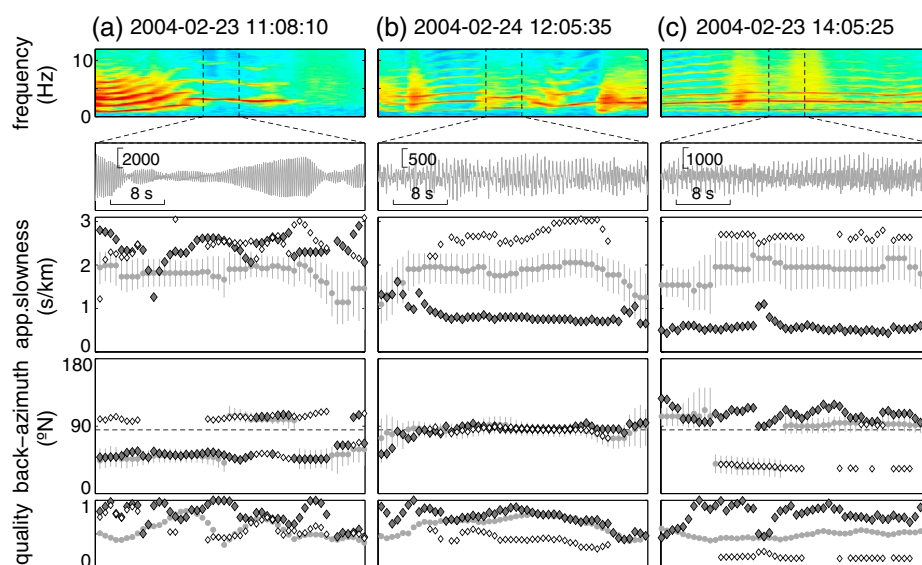 (a) 2004-02-23 11:08:10
(b) 2004-02-24 12:05:35
(c) 2004-02-23 14:05:25
frequency
(Hz)
10
0
2000
8 s
500
8 s
1000
8 s
app.slowness
(s/km)
3
2
1
0
back−azimuth
(ºN)
180
90
0
quality
1
0